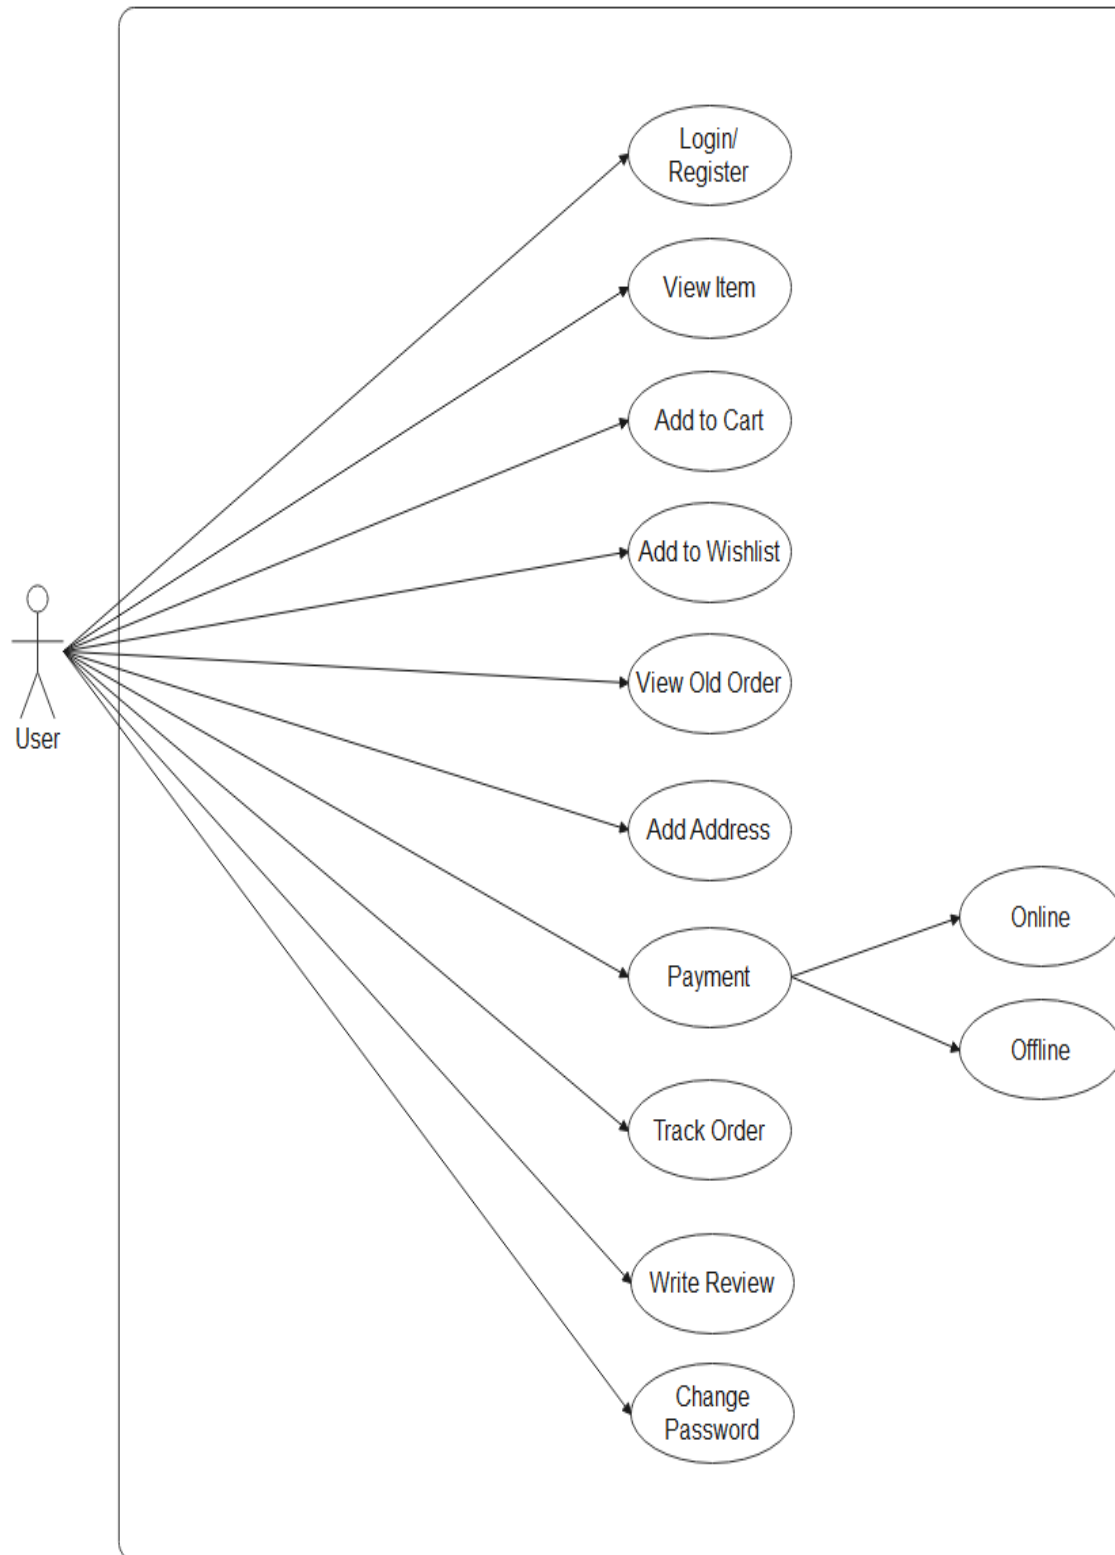 Login/
Register
View Item
Add to Cart
Add to Wishlist
View Old Order
User
Add Address
Online
Payment
Offline
Track Order
Write Review
Change
Password